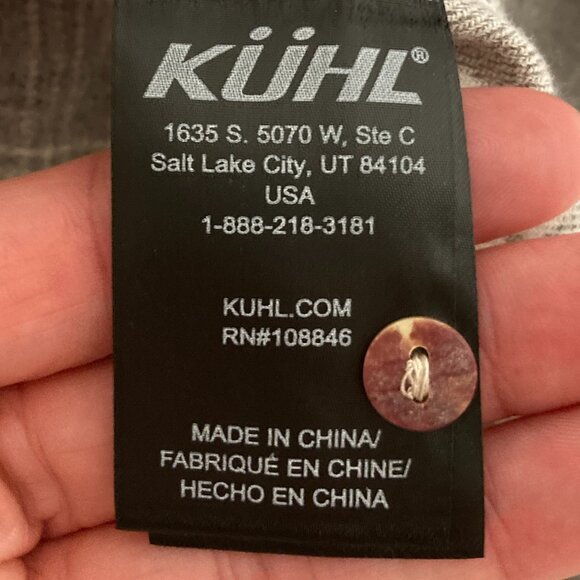 KÜHL®
1635 S. 5070 W, Ste C
Salt Lake City, UT 84104
USA
1-888-218-3181
KUHL.COM
RN#108846
MADE IN CHINA/
FABRIQUÉ EN CHINE/
HECHO EN CHINA